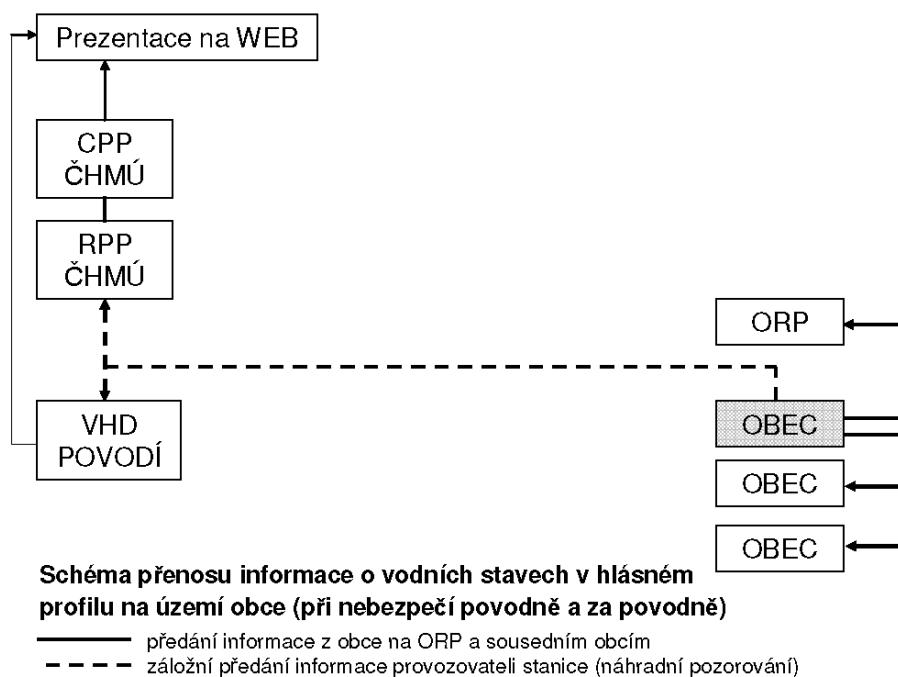 Prezentace na WEB
CPP
ČHMÚ
RPP
ČHMÚ
ORP
VHD
POVODÍ
OBEC
OBEC
OBEC
Schéma přenosu informace o vodních stavech v hlásném
profilu na území obce (při nebezpečí povodně a za povodně)
předání informace z obce na ORP a sousedním obcím
záložní předání informace provozovateli stanice (náhradní pozorování)